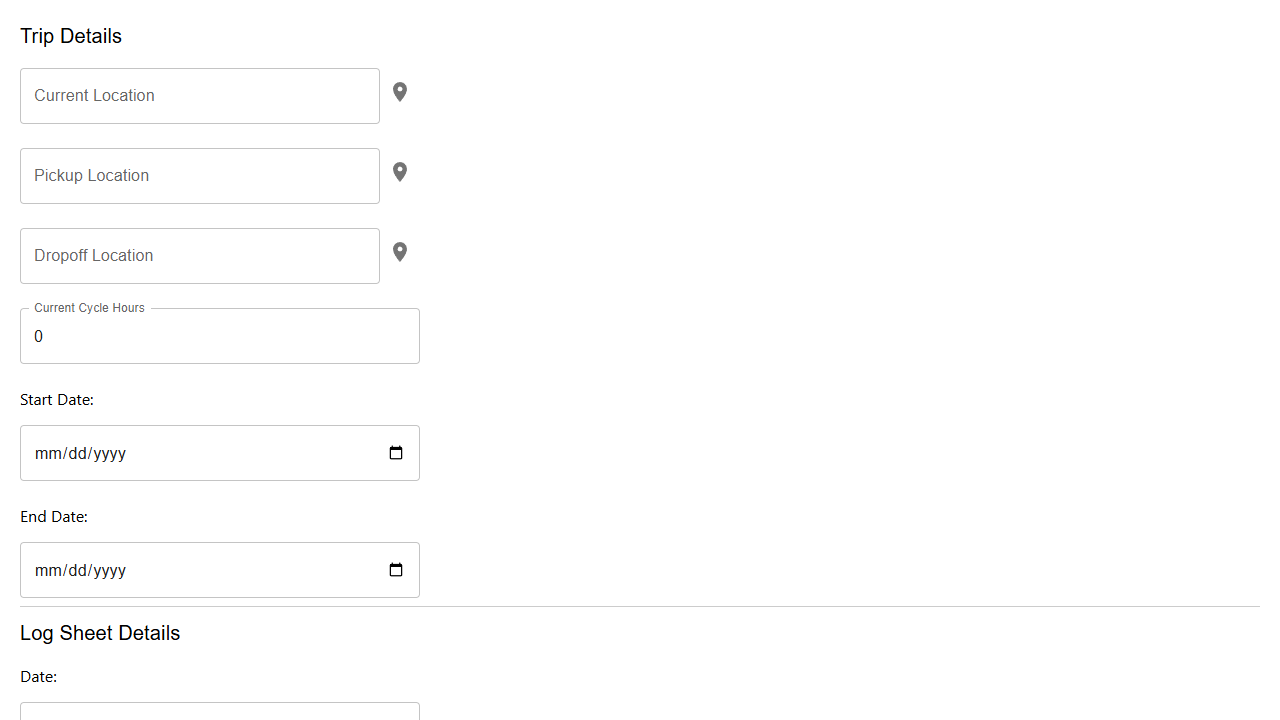 Trip Details
Current Location
Pickup Location
Dropoff Location
Current Cycle Hours
0
Start Date:
mm/dd/yyyy
End Date:
mm/dd/yyyy
Log Sheet Details
Date: